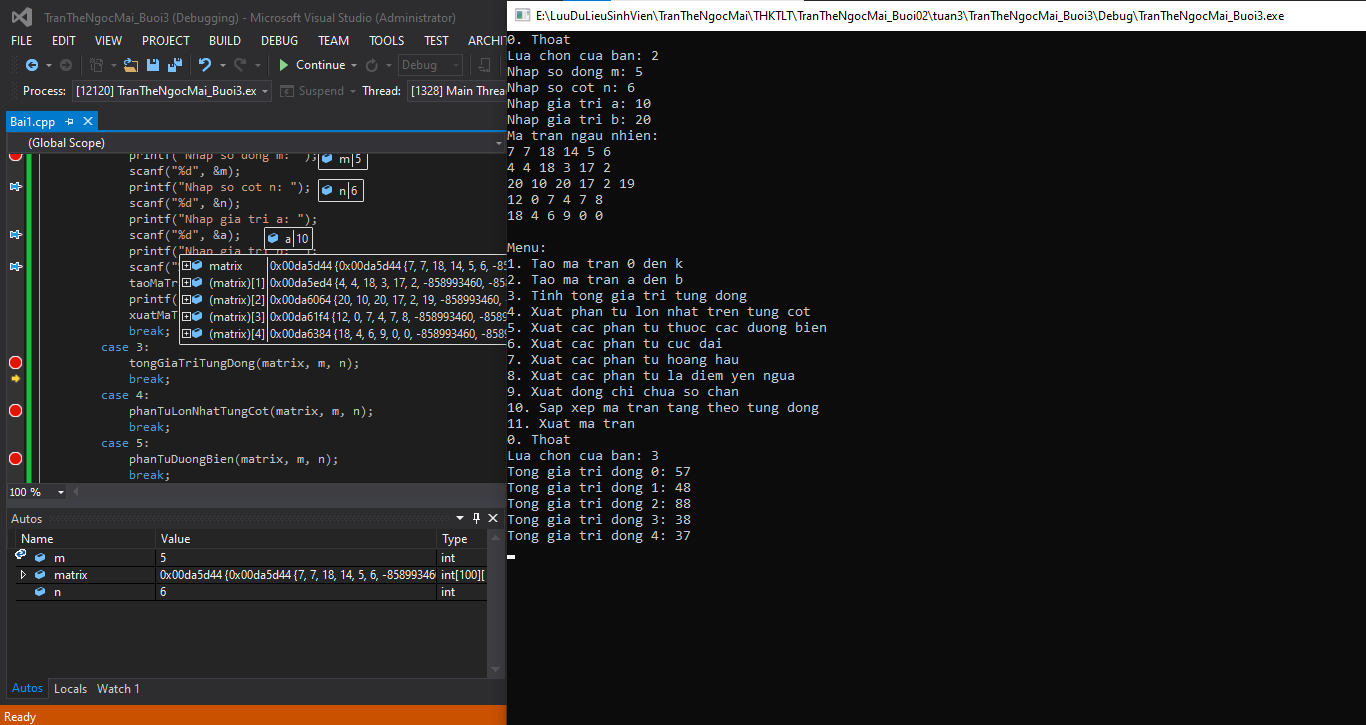 TranTheNgocMai_Buoi3 (Debugging) - Microsoft Visual Studio (Administrator)
FILE EDIT VIEW PROJECT BUILD DEBUG TEAM TOOLS TEST ARCHI
Continue Debug
Process: [12120] TranTheNgocMai_Buoi3.ex Suspend Thread: [1328] Main Threa
Bai1.cpp
(Global Scope)
printf("Nhap so dong m: "); m 5
scanf("%d", &m);
printf("Nhap so cot n: "); n 6
scanf("%d", &n);
printf("Nhap gia tri a: ");
scanf("%d", &a); a 10
printf("Nhap gia tri b: ");
scanf("
taoMaTr
printf(
xuatMaT
break;
matrix 0x00da5d44 {0x00da5d44 {7, 7, 18, 14, 5, 6, -85
(matrix)[1] 0x00da5ed4 {4, 4, 18, 3, 17, 2, -858993460, -85899
(matrix)[2] 0x00da6064 {20, 10, 20, 17, 2, 19, -858993460,
(matrix)[3] 0x00da61f4 {12, 0, 7, 4, 7, 8, -858993460, -8589
(matrix)[4] 0x00da6384 {18, 4, 6, 9, 0, 0, -858993460, -8589
case 3:
tongGiaTriTungDong(matrix, m, n);
break;
case 4:
phanTuLonNhatTungCot(matrix, m, n);
break;
case 5:
phanTuDuongBien(matrix, m, n);
break;
100 %
Autos
Name Value Type
m 5 int
matrix 0x00da5d44 {0x00da5d44 {7, 7, 18, 14, 5, 6, -85899346 int[100][
n 6 int
Autos Locals Watch 1
Ready
E:\LuuDuLieuSinhVien\TranTheNgocMai\THKTLT\TranTheNgocMai_Buoi02\tuan3\TranTheNgocMai_Buoi3\Debug\TranTheNgocMai_Buoi3.exe
0. Thoat
Lua chon cua ban: 2
Nhap so dong m: 5
Nhap so cot n: 6
Nhap gia tri a: 10
Nhap gia tri b: 20
Ma tran ngau nhien:
7 7 18 14 5 6
4 4 18 3 17 2
20 10 20 17 2 19
12 0 7 4 7 8
18 4 6 9 0 0
Menu:
1. Tao ma tran 0 den k
2. Tao ma tran a den b
3. Tinh tong gia tri tung dong
4. Xuat phan tu lon nhat tren tung cot
5. Xuat cac phan tu thuoc cac duong bien
6. Xuat cac phan tu cuc dai
7. Xuat cac phan tu hoang hau
8. Xuat cac phan tu la diem yen ngua
9. Xuat dong chi chua so chan
10. Sap xep ma tran tang theo tung dong
11. Xuat ma tran
0. Thoat
Lua chon cua ban: 3
Tong gia tri dong 0: 57
Tong gia tri dong 1: 48
Tong gia tri dong 2: 88
Tong gia tri dong 3: 38
Tong gia tri dong 4: 37